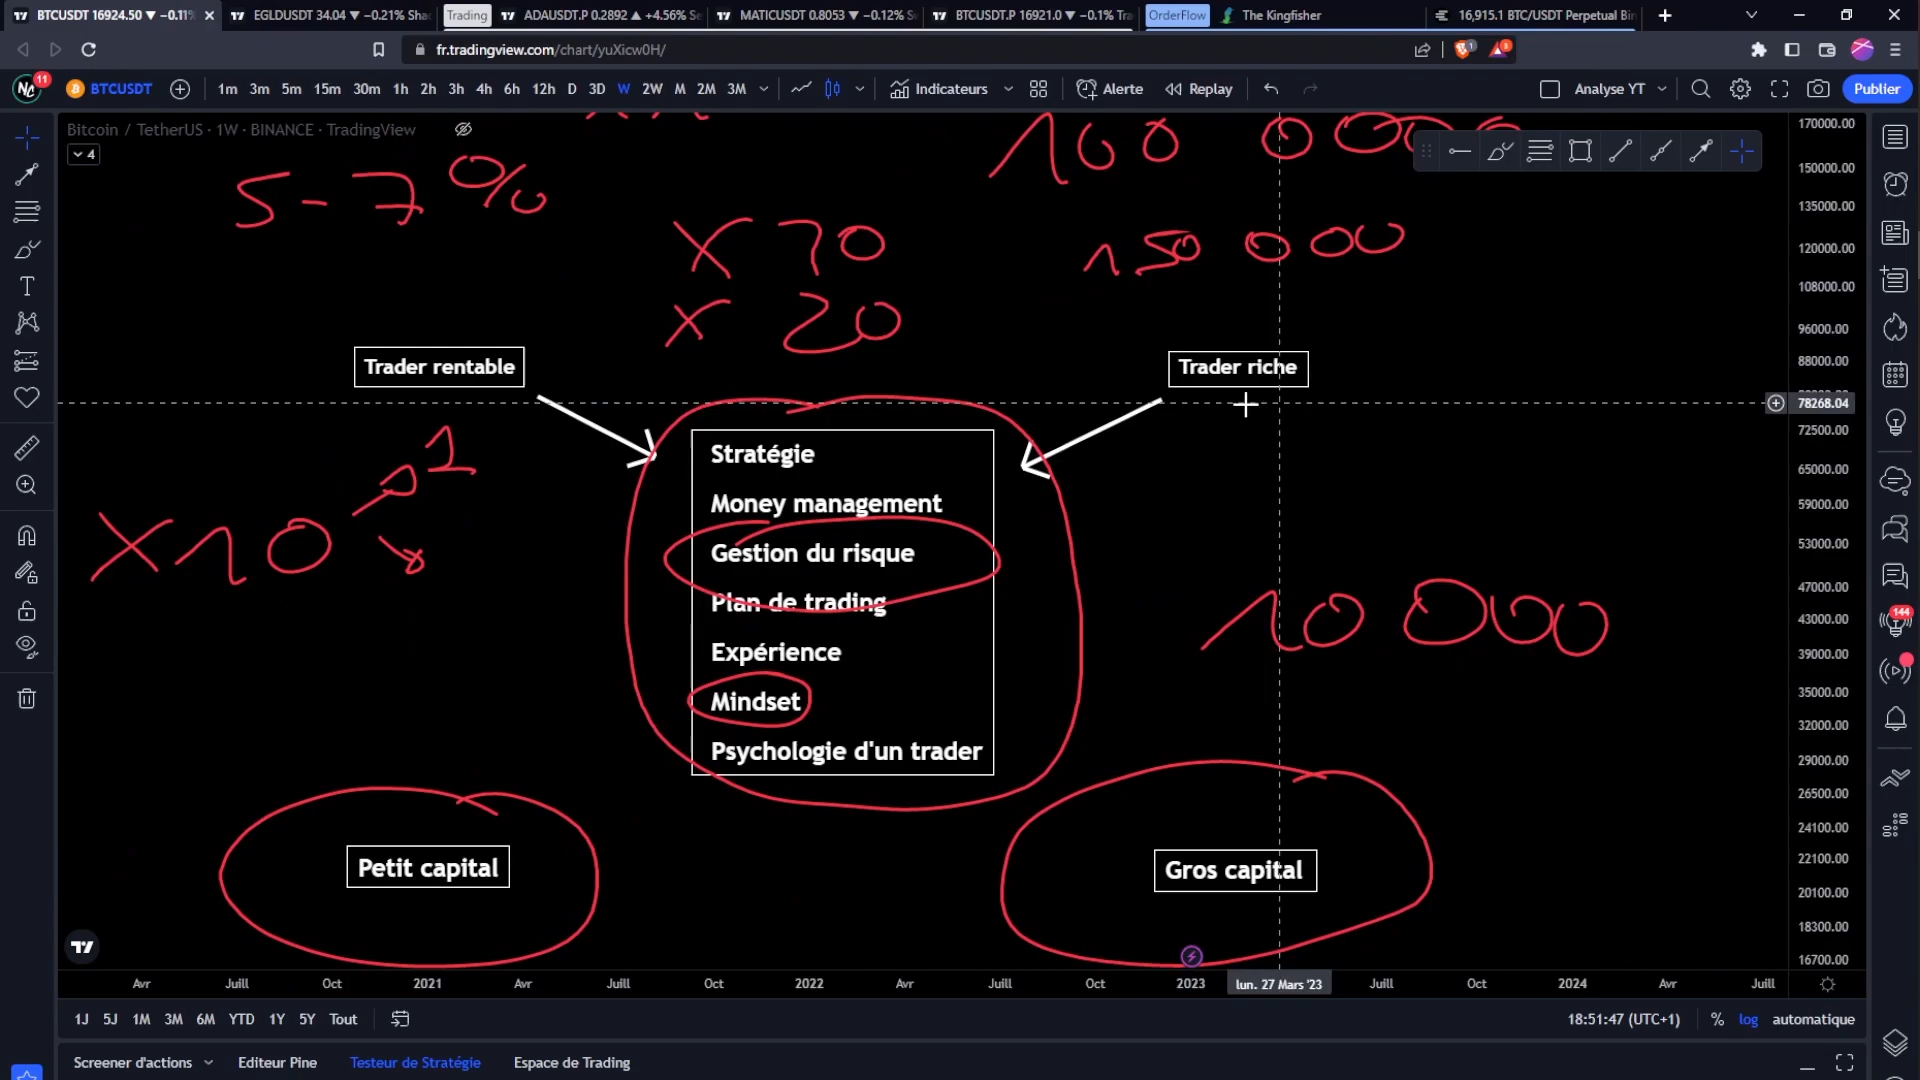 BTCUSDT 16924.50 ▼ −0.11%
EGLDUSDT 34.04 ▼ −0.21% Sha
Trading
ADAUSDT.P 0.2892 ▲ +4.56% Se
MATICUSDT 0.8053 ▼ −0.12% S
BTCUSDT.P 16921.0 ▼ −0.1% Tra
OrderFlow
The Kingfisher
16,915.1 BTC/USDT Perpetual Bin
fr.tradingview.com/chart/yuXicw0H/
11
BTCUSDT
1m 3m 5m 15m 30m 1h 2h 3h 4h 6h 12h D 3D W 2W M 2M 3M
Indicateurs
Alerte
Replay
Analyse YT
Publier
Bitcoin / TetherUS · 1W · BINANCE · TradingView
4
5 - 7 %
100 000
x 10
150 000
x 20
Trader rentable
Trader riche
Stratégie
Money management
Gestion du risque
Plan de trading
Expérience
Mindset
Psychologie d'un trader
x10
1
10 000
Petit capital
Gros capital
170000.00
150000.00
135000.00
120000.00
108000.00
96000.00
88000.00
78268.04
72500.00
65000.00
59000.00
53000.00
47000.00
43000.00
39000.00
35000.00
32000.00
29000.00
26500.00
24100.00
22100.00
20100.00
18300.00
16700.00
144
Avr Juill Oct 2021 Avr Juill Oct 2022 Avr Juill Oct 2023 lun. 27 Mars '23 Juill Oct 2024 Avr Juill
1J 5J 1M 3M 6M YTD 1Y 5Y Tout
18:51:47 (UTC+1) % log automatique
Screener d'actions Editeur Pine Testeur de Stratégie Espace de Trading